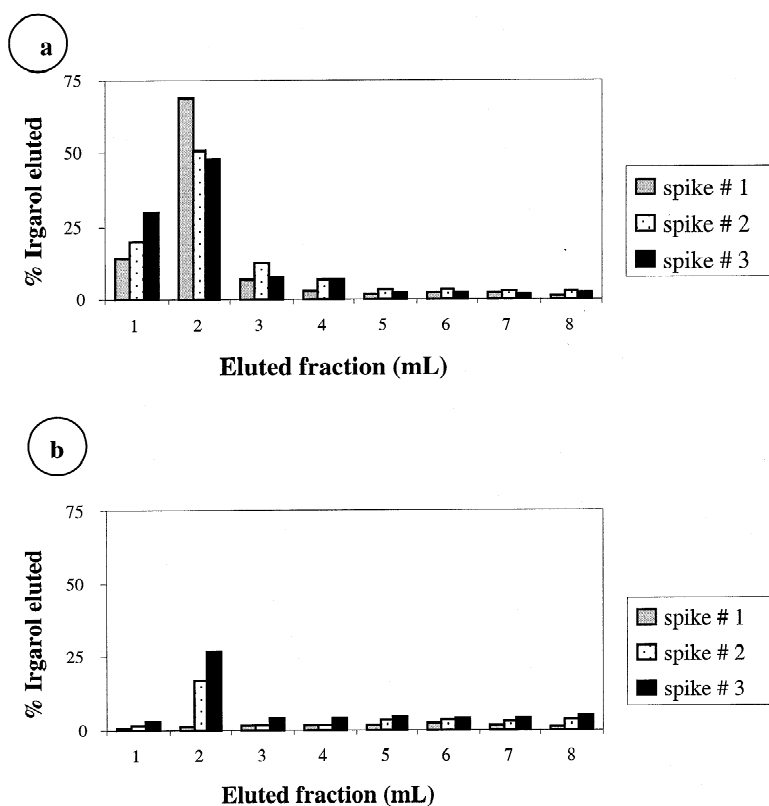 a
75
50
25
0
% Irgarol eluted
1 2 3 4 5 6 7 8
Eluted fraction (mL)
spike # 1
spike # 2
spike # 3
b
75
50
25
0
% Irgarol eluted
1 2 3 4 5 6 7 8
Eluted fraction (mL)
spike # 1
spike # 2
spike # 3